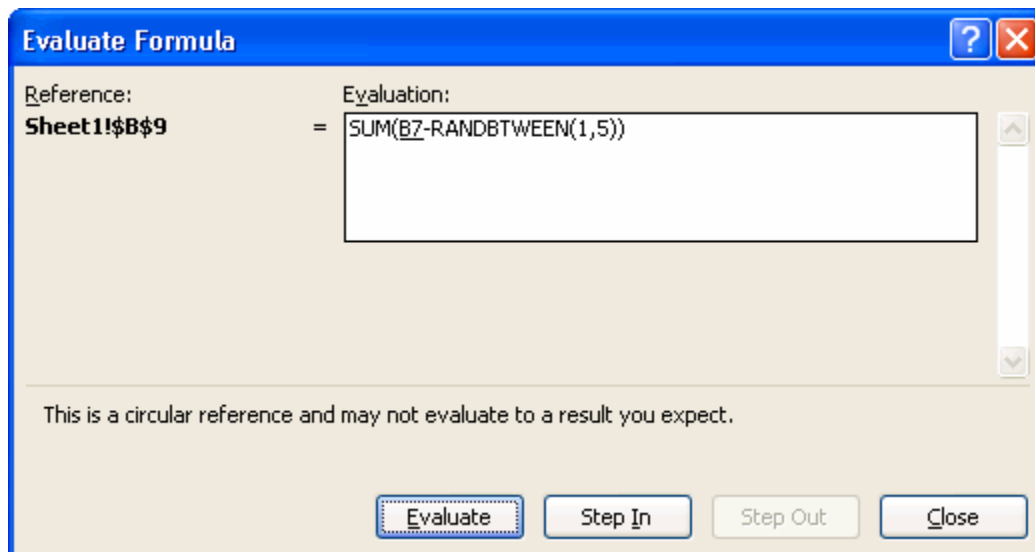 Evaluate Formula
Reference:
Evaluation:
Sheet1!$B$9
=
SUM(B7-RANDBTWEEN(1,5))
This is a circular reference and may not evaluate to a result you expect.
Evaluate
Step In
Step Out
Close